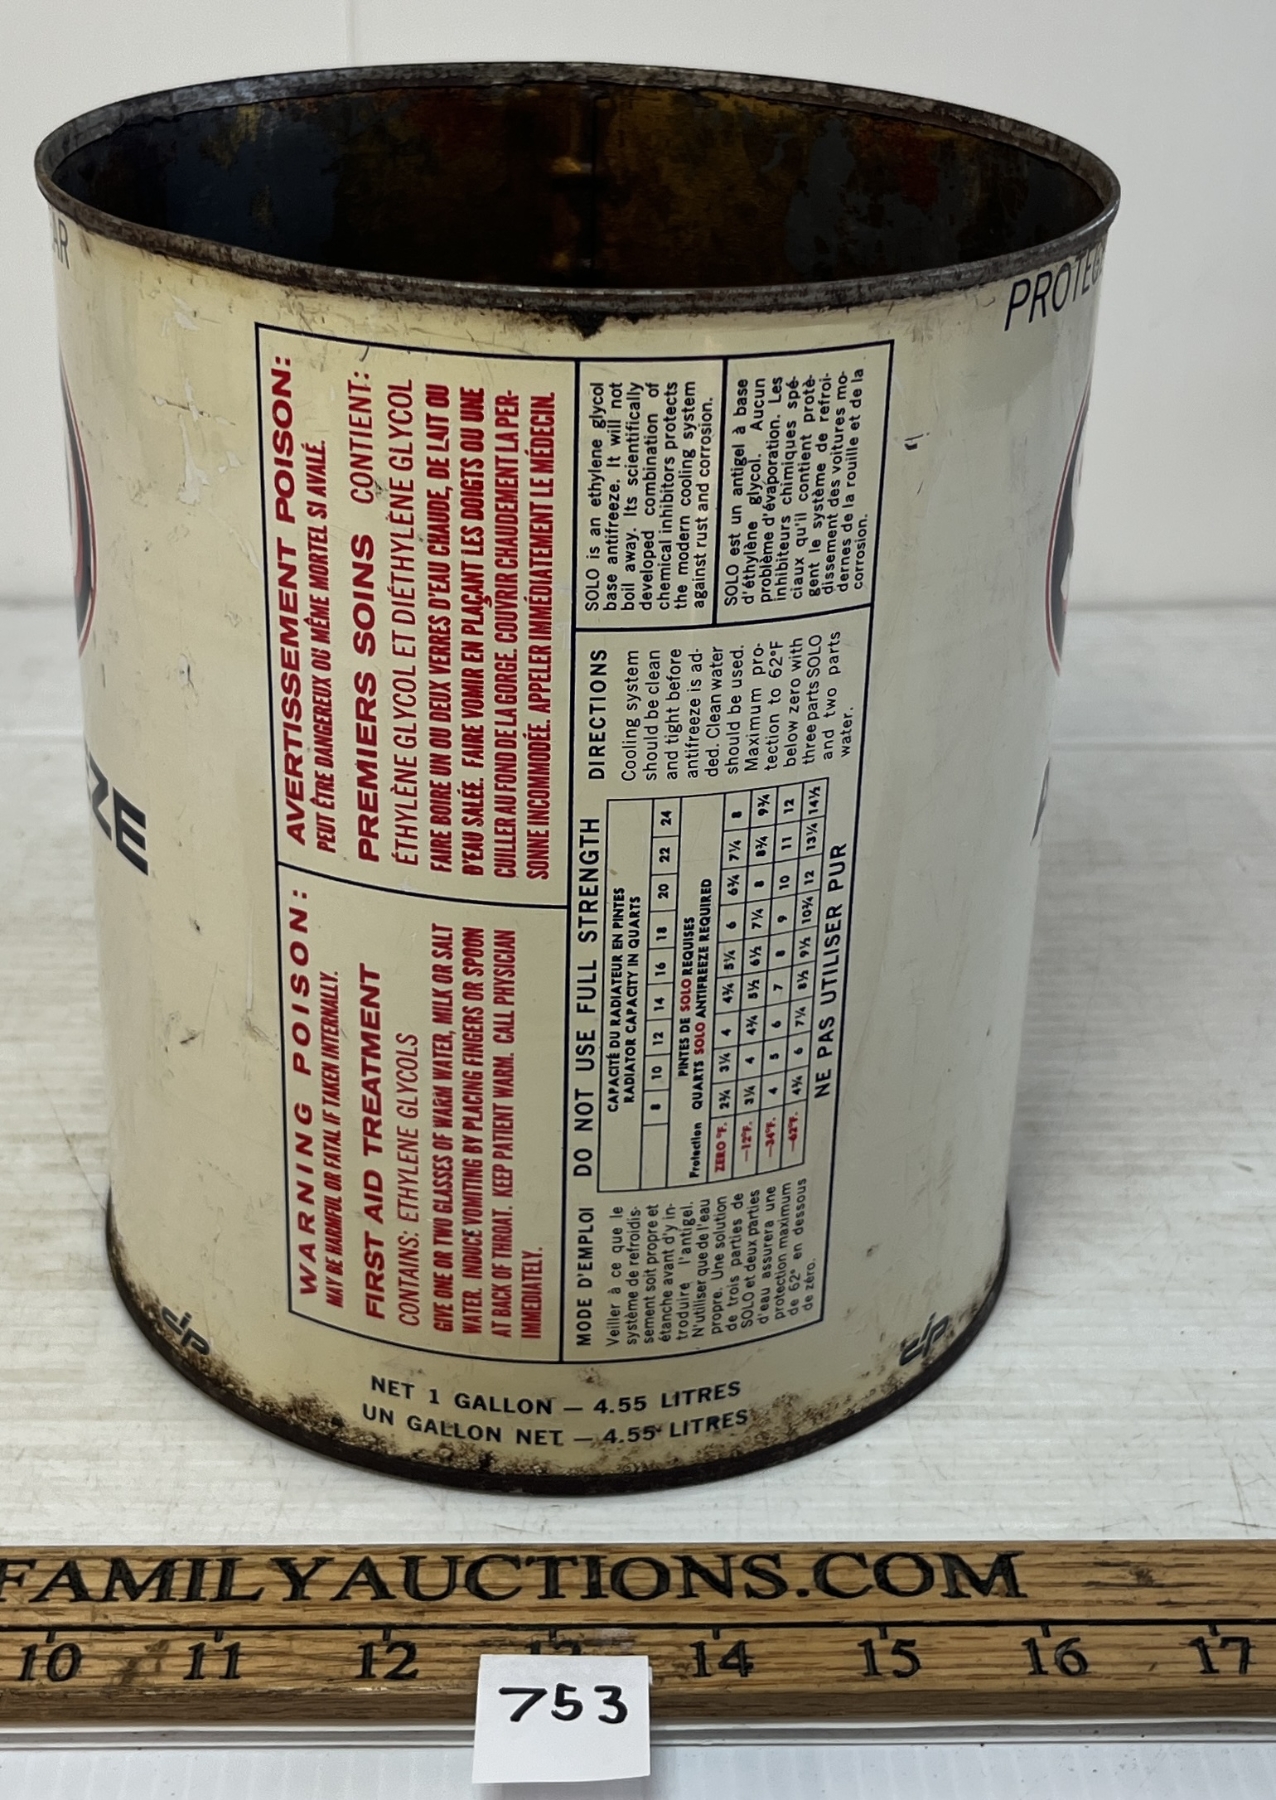 AR
PROTEG
ZE
AVERTISSEMENT POISON:
PEUT ÊTRE DANGEREUX OU MÊME MORTEL SI AVALÉ.
PREMIERS SOINS CONTIENT:
ÉTHYLÈNE GLYCOL ET DIÉTHYLÈNE GLYCOL
FAIRE BOIRE UN OU DEUX VERRES D'EAU CHAUDE, DE LAIT OU
D'EAU SALÉE. FAIRE VOMIR EN PLAÇANT LES DOIGTS OU UNE
CUILLER AU FOND DE LA GORGE. COUVRIR CHAUDEMENT LA PER-
SONNE INCOMMODÉE. APPELER IMMÉDIATEMENT LE MÉDECIN.
WARNING POISON:
MAY BE HARMFUL OR FATAL IF TAKEN INTERNALLY.
FIRST AID TREATMENT
CONTAINS: ETHYLENE GLYCOLS
GIVE ONE OR TWO GLASSES OF WARM WATER, MILK OR SALT
WATER. INDUCE VOMITING BY PLACING FINGERS OR SPOON
AT BACK OF THROAT. KEEP PATIENT WARM. CALL PHYSICIAN
IMMEDIATELY.
SOLO is an ethylene glycol
base antifreeze. It will not
boil away. Its scientifically
developed combination of
chemical inhibitors protects
the modern cooling system
against rust and corrosion.
SOLO est un antigel à base
d'éthylène glycol. Aucun
problème d'évaporation. Les
inhibiteurs chimiques spé-
ciaux qu'il contient protè-
gent le système de refroi-
dissement des voitures mo-
dernes de la rouille et de la
corrosion.
DIRECTIONS
Cooling system
should be clean
and tight before
antifreeze is ad-
ded. Clean water
should be used.
Maximum pro-
tection to 62°F
below zero with
three parts SOLO
and two parts
water.
DO NOT USE FULL STRENGTH
CAPACITÉ DU RADIATEUR EN PINTES
RADIATOR CAPACITY IN QUARTS
8 10 12 14 16 18 20 22 24
PINTES DE SOLO REQUISES
Protection QUARTS SOLO ANTIFREEZE REQUIRED
ZERO °F. 2¾ 3¼ 4 4¾ 5¼ 6 6¾ 7¼ 8
—12°F. 3¼ 4 4¾ 5½ 6½ 7¼ 8 8¾ 9¾
—34°F. 4 5 6 7 8 9 10 11 12
—62°F. 4¾ 6 7¼ 8½ 9½ 10¾ 12 13¼ 14½
NE PAS UTILISER PUR
MODE D'EMPLOI
Veiller à ce que le
système de refroidis-
sement soit propre et
étanche avant d'y in-
troduire l'antigel.
N'utiliser que de l'eau
propre. Une solution
de trois parties de
SOLO et deux parties
d'eau assurera une
protection maximum
de 62° en dessous
de zéro.
cip
cip
NET 1 GALLON — 4.55 LITRES
UN GALLON NET — 4.55 LITRES
FAMILYAUCTIONS.COM
10 11 12 13 14 15 16 17
753